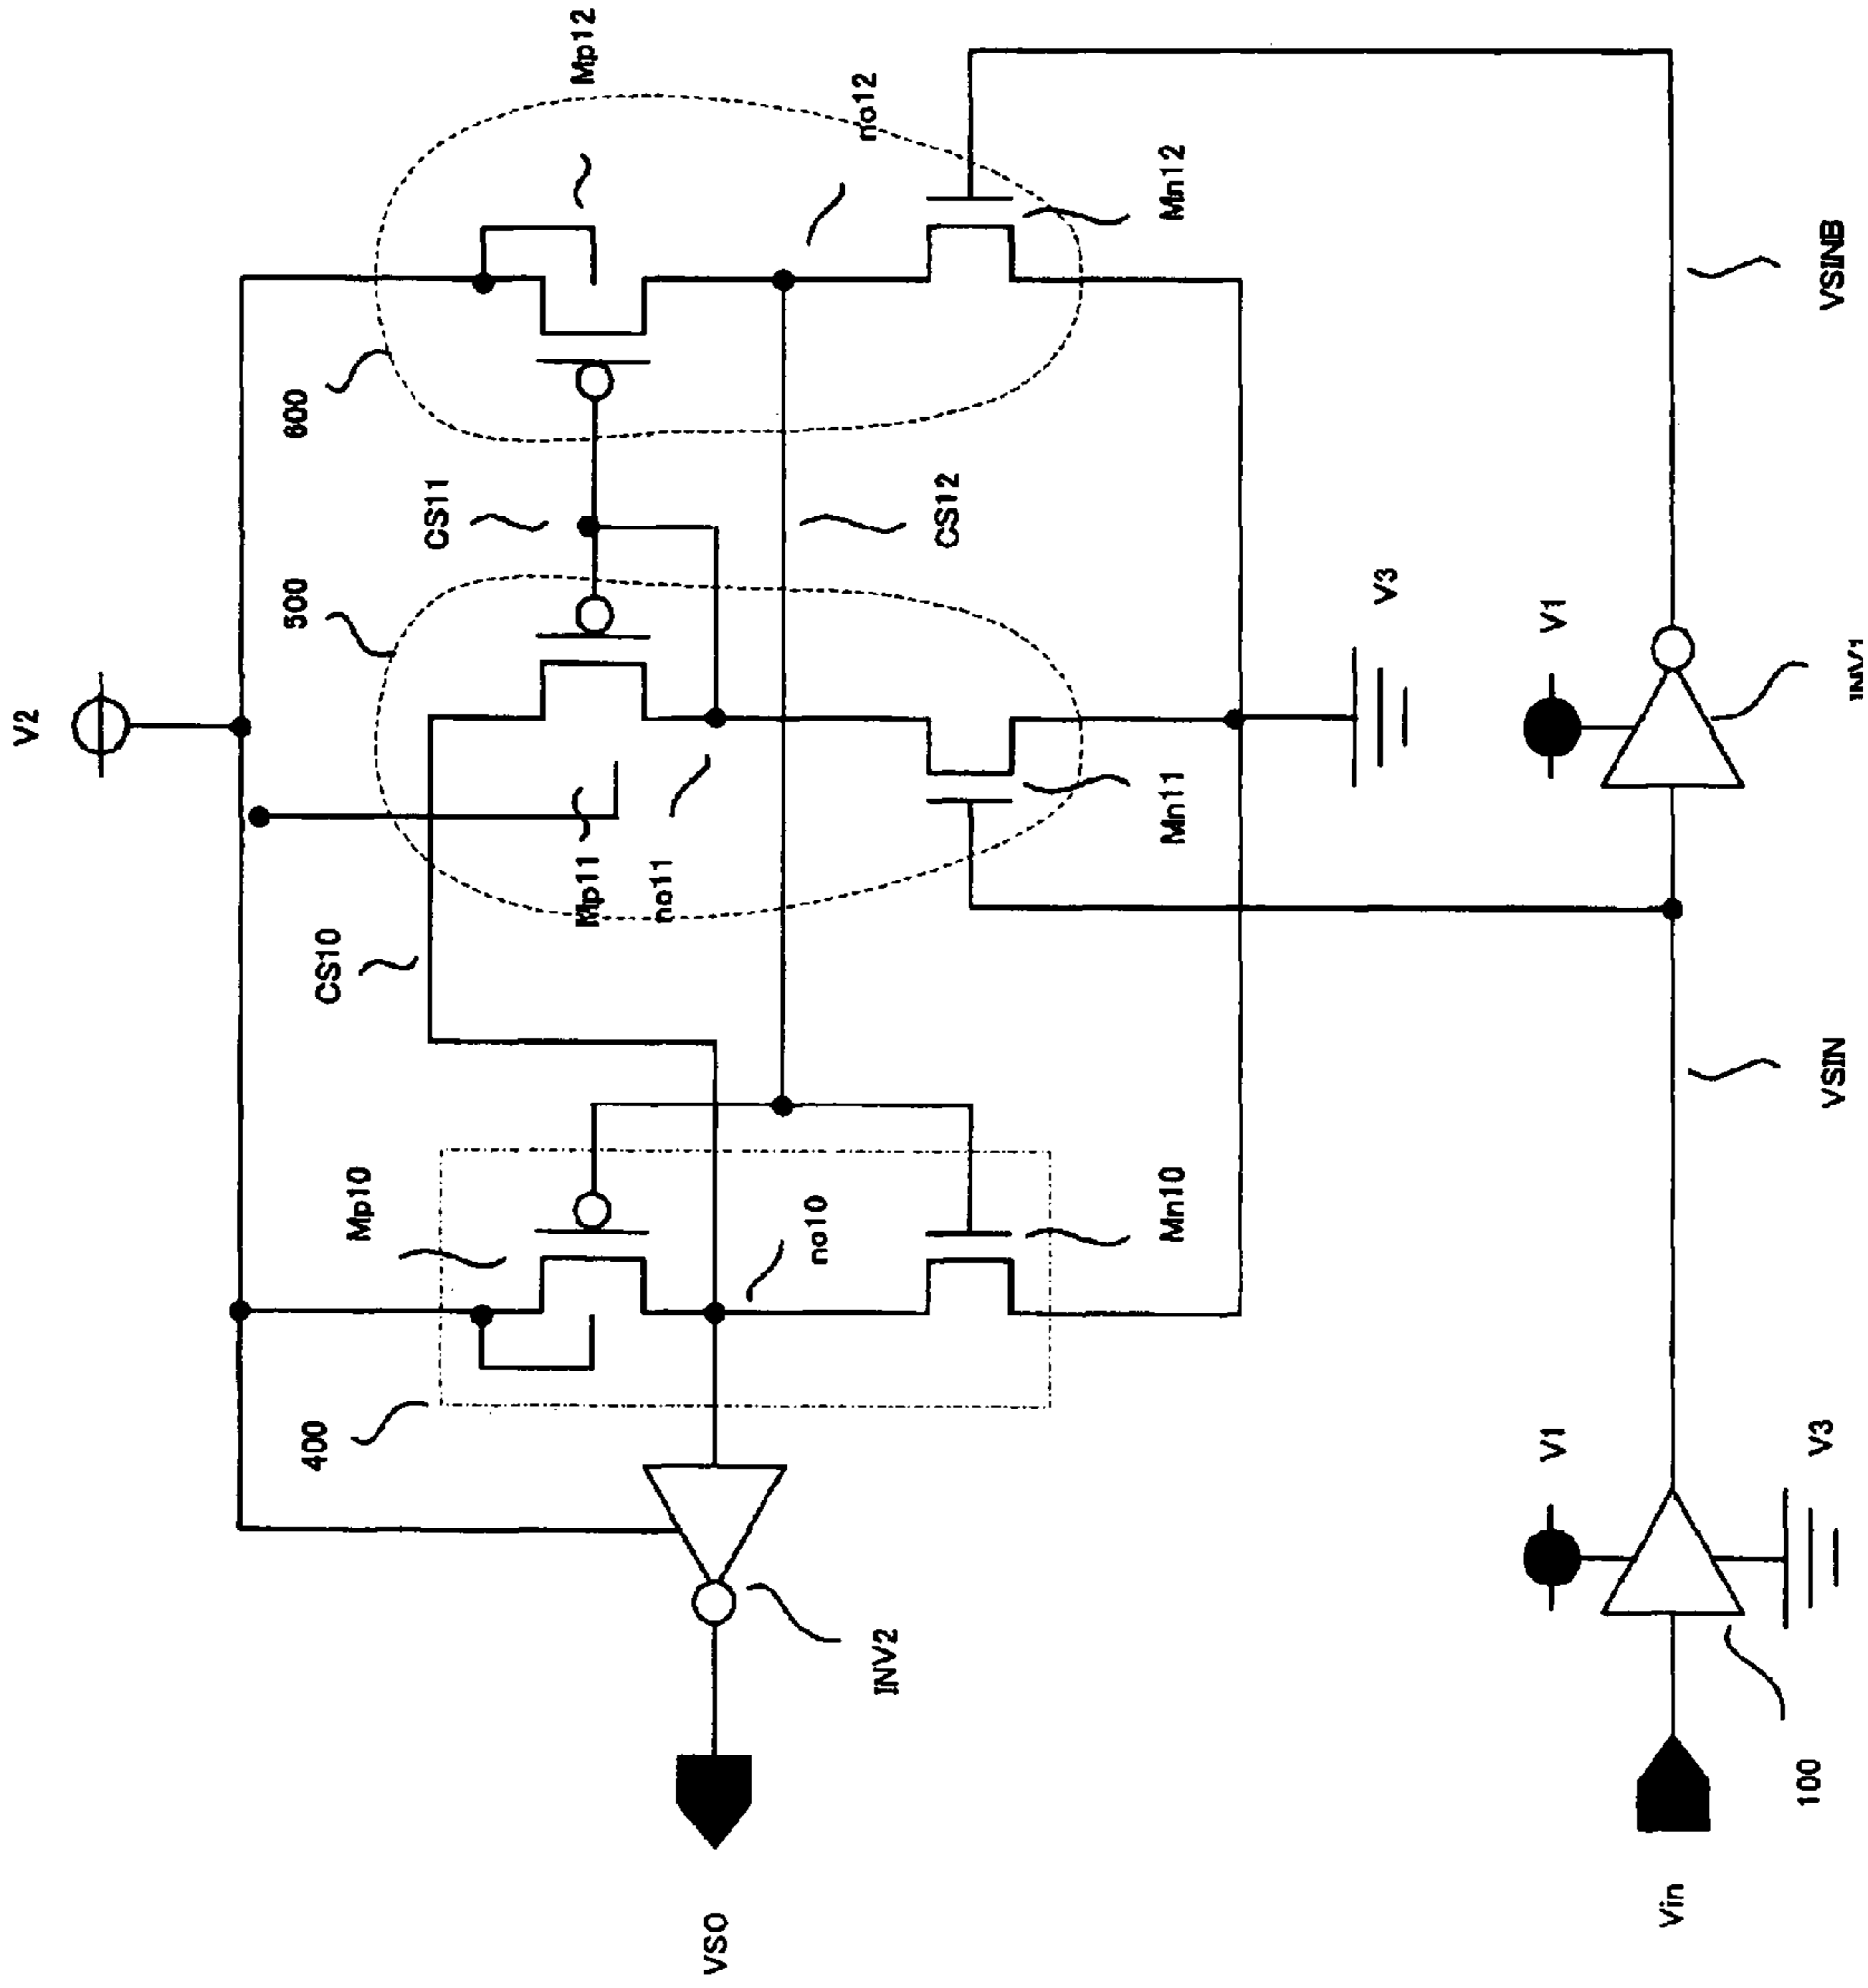 V2
Mp12
600
no12
Mn12
CS11
500
CS12
V3
Mp11
no11
Mn11
V1
INV1
VSINB
CS10
Mp10
no10
Mn10
VSIN
400
INV2
V1
V3
VSO
Vin
100